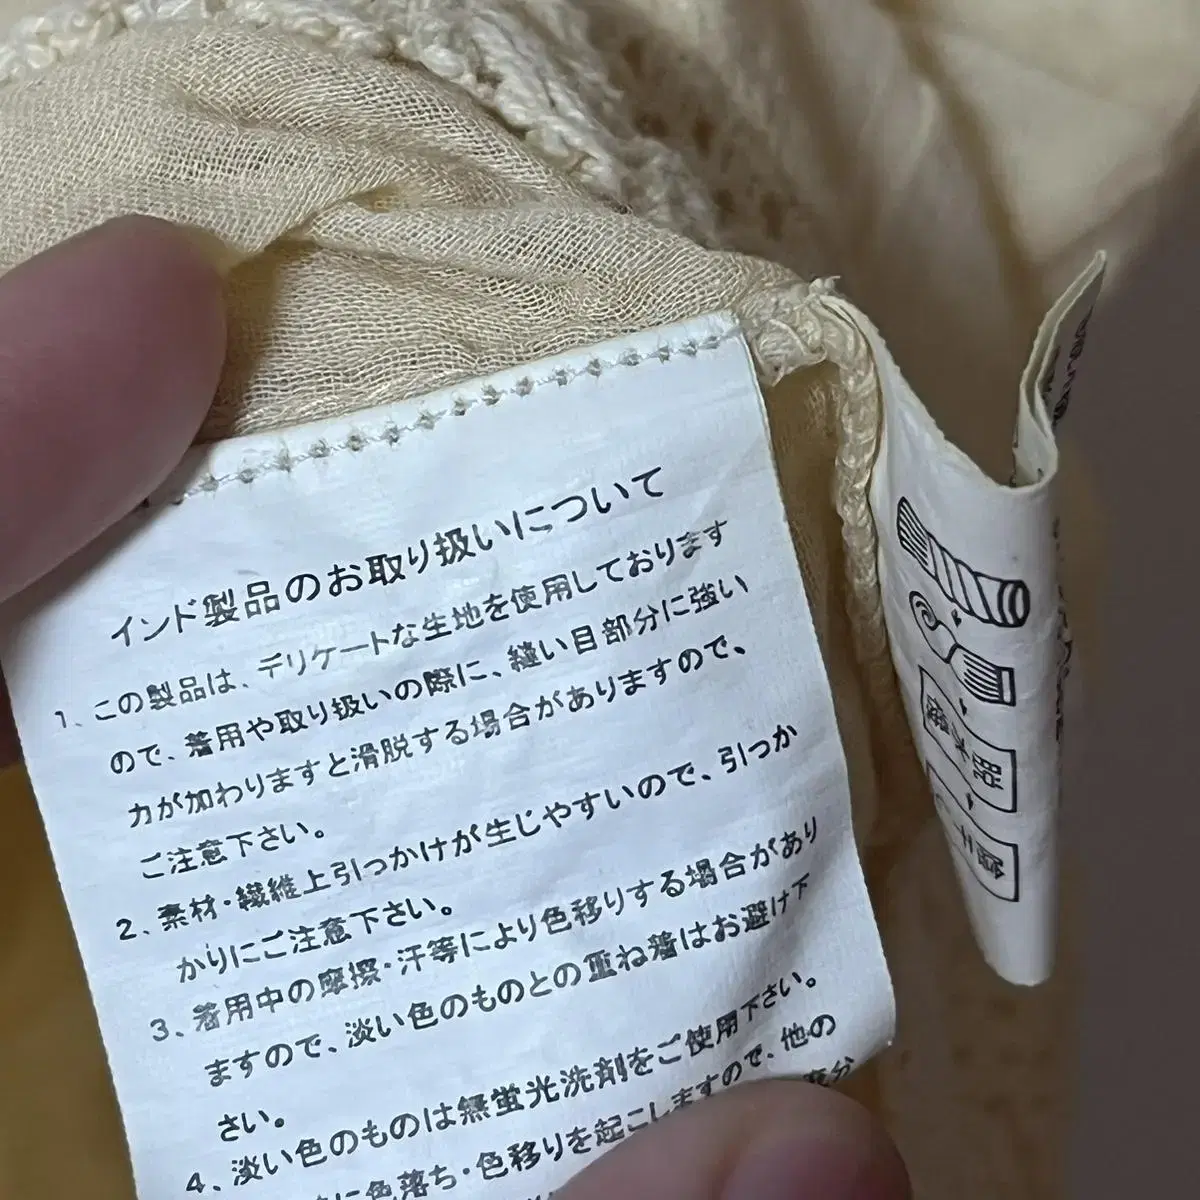 インド製品のお取り扱いについて
1、この製品は、デリケートな生地を使用しております
ので、着用や取り扱いの際に、縫い目部分に強い
力が加わりますと滑脱する場合がありますので、
ご注意下さい。
2、素材・繊維上引っかけが生じやすいので、引っか
かりにご注意下さい。
3、着用中の摩擦・汗等により色移りする場合があり
ますので、淡い色のものとの重ね着はお避け下
さい。
4、淡い色のものは無蛍光洗剤をご使用下さい。
に色落ち・色移りを起こしますので、他の
充分